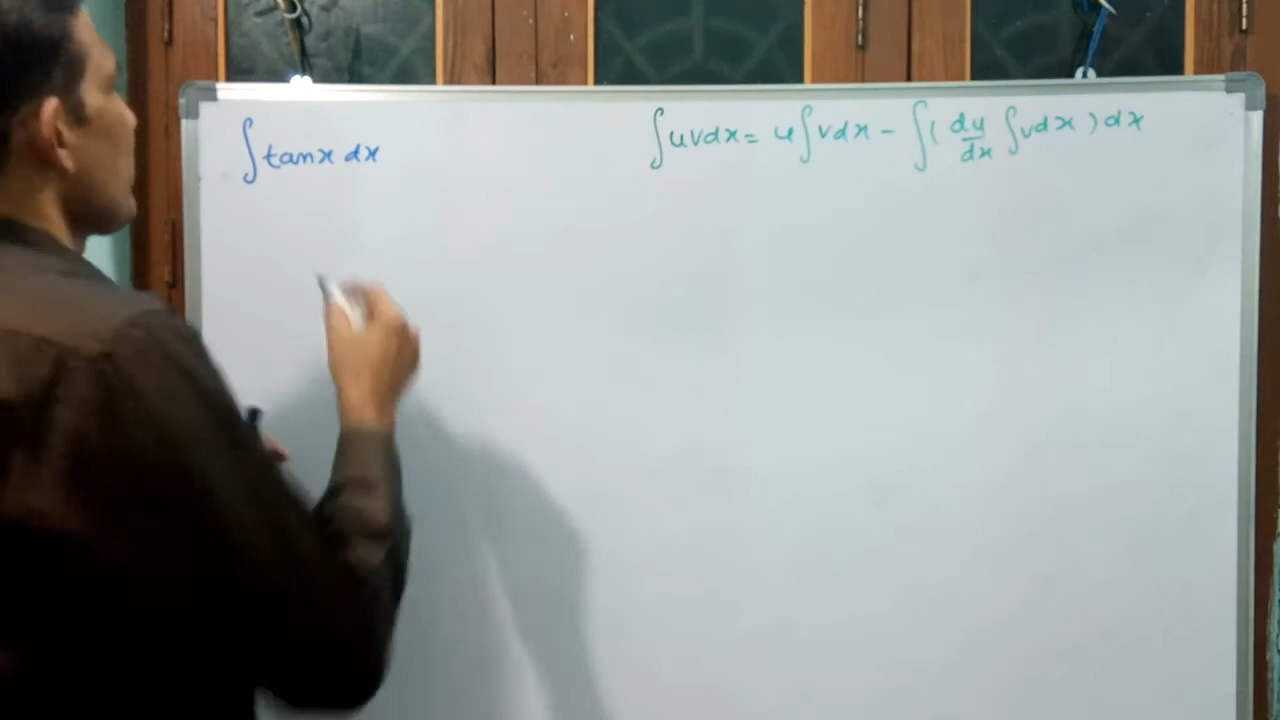 ∫tanx dx
∫uvdx = u∫vdx - ∫( du/dx ∫vdx ) dx